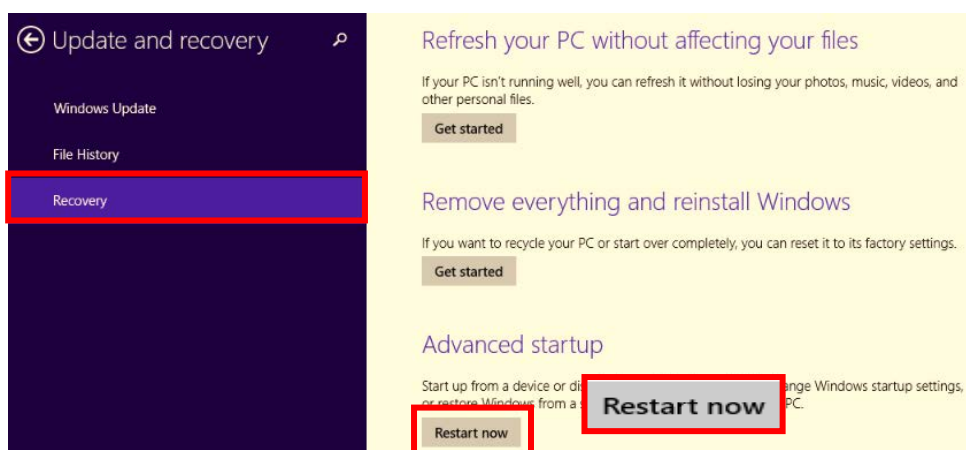 Update and recovery
Windows Update
File History
Recovery
Refresh your PC without affecting your files
If your PC isn't running well, you can refresh it without losing your photos, music, videos, and
other personal files.
Get started
Remove everything and reinstall Windows
If you want to recycle your PC or start over completely, you can reset it to its factory settings.
Get started
Advanced startup
Start up from a device or Windows startup settings,
or restore Windows from a PC.
Restart now
Restart now